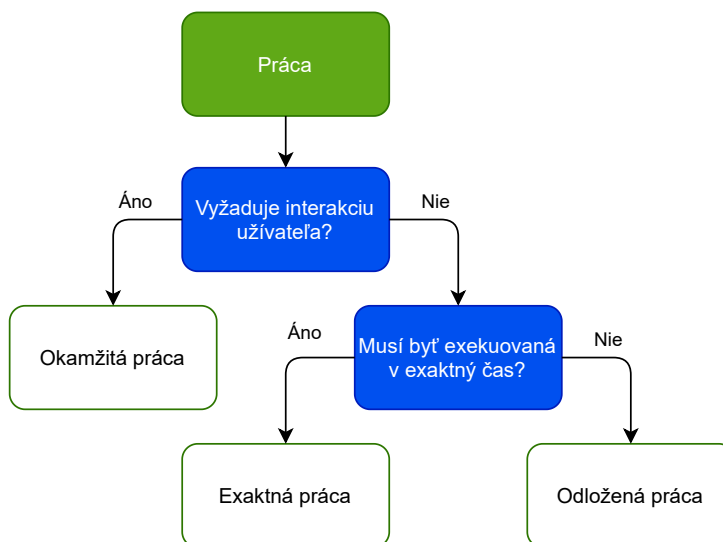 Práca
Áno
Vyžaduje interakciu
užívateľa?
Nie
Okamžitá práca
Áno
Musí byť exekuovaná
v exaktný čas?
Nie
Exaktná práca
Odložená práca